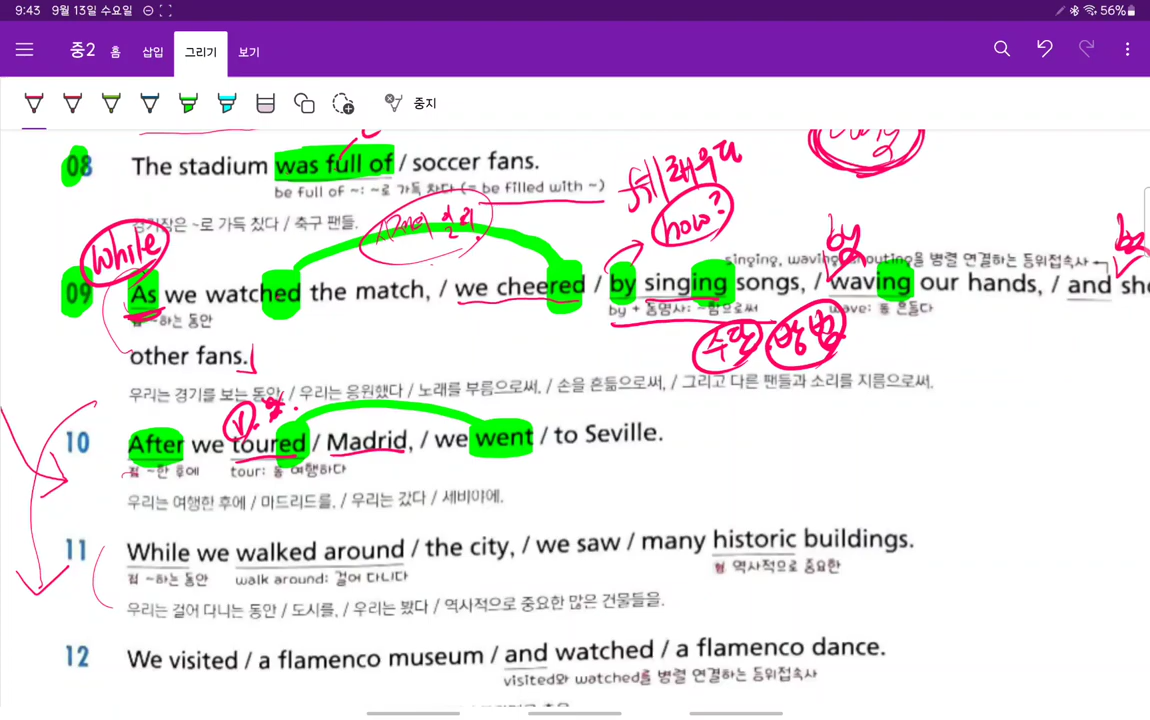 9:43 9월 13일 수요일 56%
중2 홈 삽입 그리기 보기
중지
08 The stadium was full of / soccer fans.
be full of ~: ~로 가득 차다 (= be filled with ~)
경기장은 ~로 가득 찼다 / 축구 팬들.
시제의 일치
how?
while
by
by
singing, waving, shouting을 병렬 연결하는 등위접속사
09 As we watched the match, / we cheered / by singing songs, / waving our hands, / and sho
접 ~하는 동안 by + 동명사: ~함으로써 wave: 동 흔들다
수단 방법
other fans.
우리는 경기를 보는 동안 / 우리는 응원했다 / 노래를 부름으로써, / 손을 흔듦으로써, / 그리고 다른 팬들과 소리를 지름으로써.
10 After we toured / Madrid, / we went / to Seville.
접 ~한 후에 tour: 동 여행하다
우리는 여행한 후에 / 마드리드를, / 우리는 갔다 / 세비야에.
11 While we walked around / the city, / we saw / many historic buildings.
접 ~하는 동안 walk around: 걸어 다니다 형 역사적으로 중요한
우리는 걸어 다니는 동안 / 도시를, / 우리는 봤다 / 역사적으로 중요한 많은 건물들을.
12 We visited / a flamenco museum / and watched / a flamenco dance.
visited와 watched를 병렬 연결하는 등위접속사